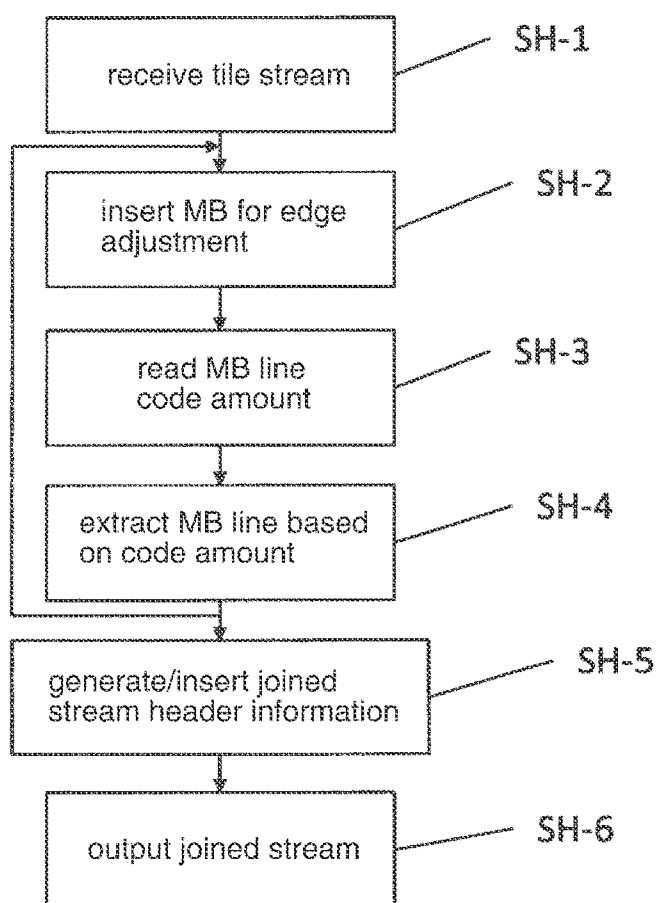 receive tile stream
SH-1
insert MB for edge
adjustment
SH-2
read MB line
code amount
SH-3
extract MB line based
on code amount
SH-4
generate/insert joined
stream header information
SH-5
output joined stream
SH-6